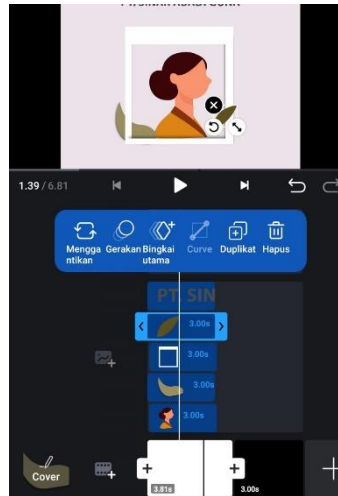 1.39 / 6.81
Mengga
ntikan
Gerakan
Bingkai
utama
Curve
Duplikat
Hapus
PT. SIN
3.00s
3.00s
3.00s
3.00s
Cover
3.81s
3.00s